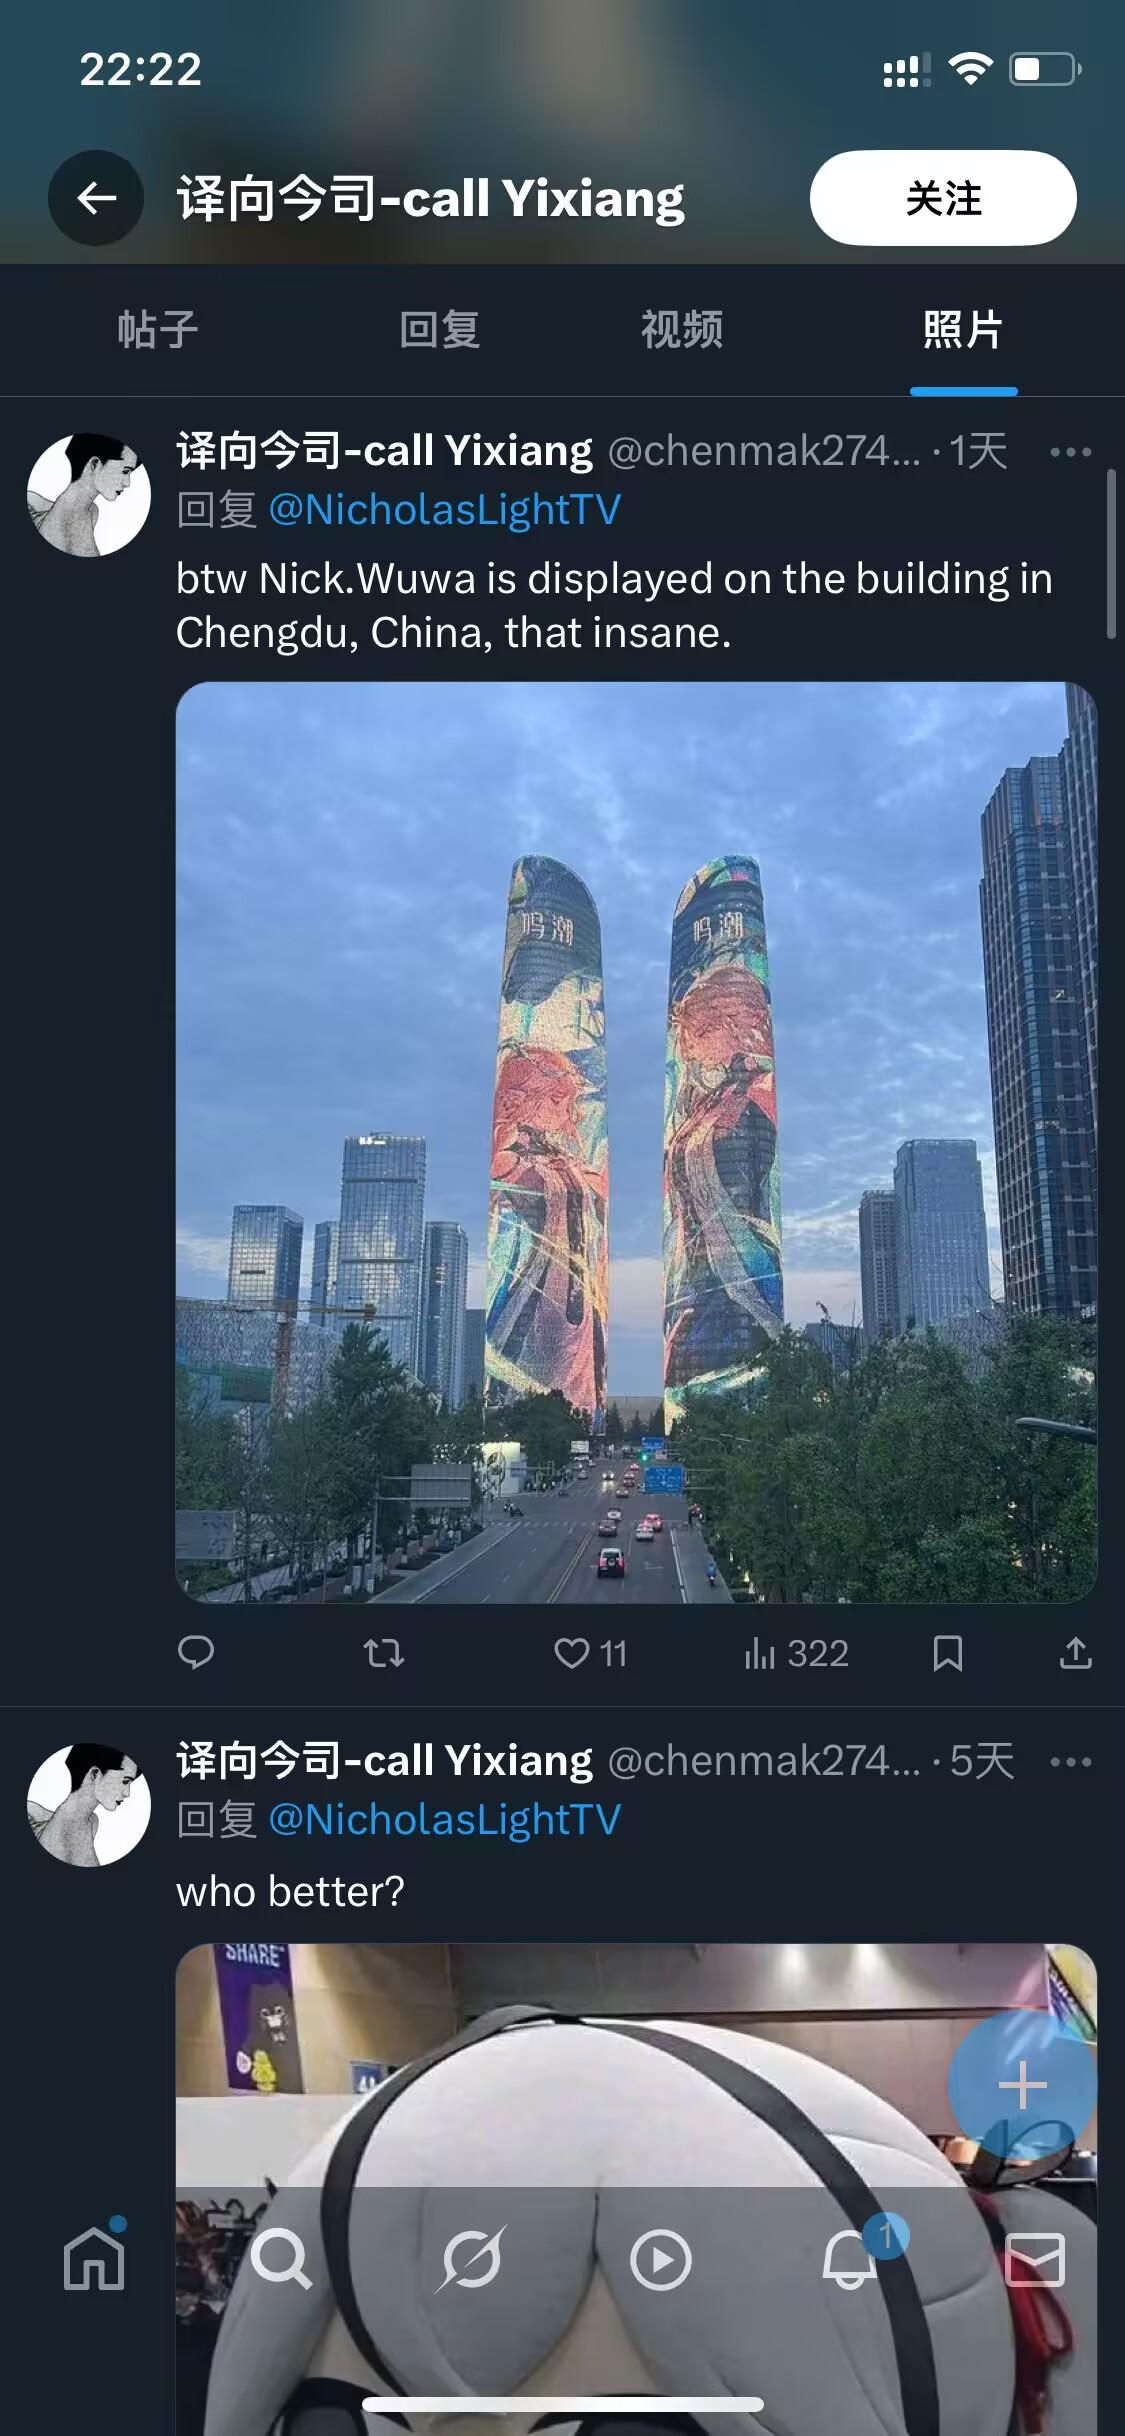 22:22
译向今司-call Yixiang
关注
帖子
回复
视频
照片
译向今司-call Yixiang @chenmak274... · 1天
回复 @NicholasLightTV
btw Nick.Wuwa is displayed on the building in
Chengdu, China, that insane.
鸣潮
鸣潮
11
322
译向今司-call Yixiang @chenmak274... · 5天
回复 @NicholasLightTV
who better?
SHARE
1